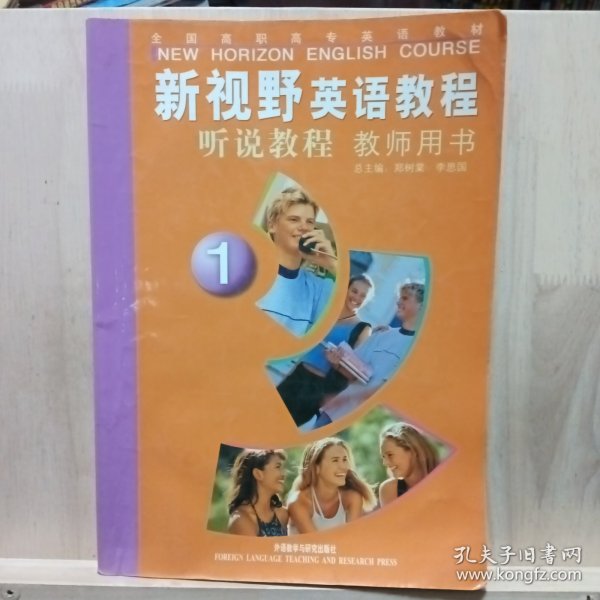 全国高职高专英语教材
NEW HORIZON ENGLISH COURSE
新视野英语教程
听说教程 教师用书
总主编：郑树棠 李思国
1
外语教学与研究出版社
FOREIGN LANGUAGE TEACHING AND RESEARCH PRESS
孔夫子旧书网
www.kongfz.com